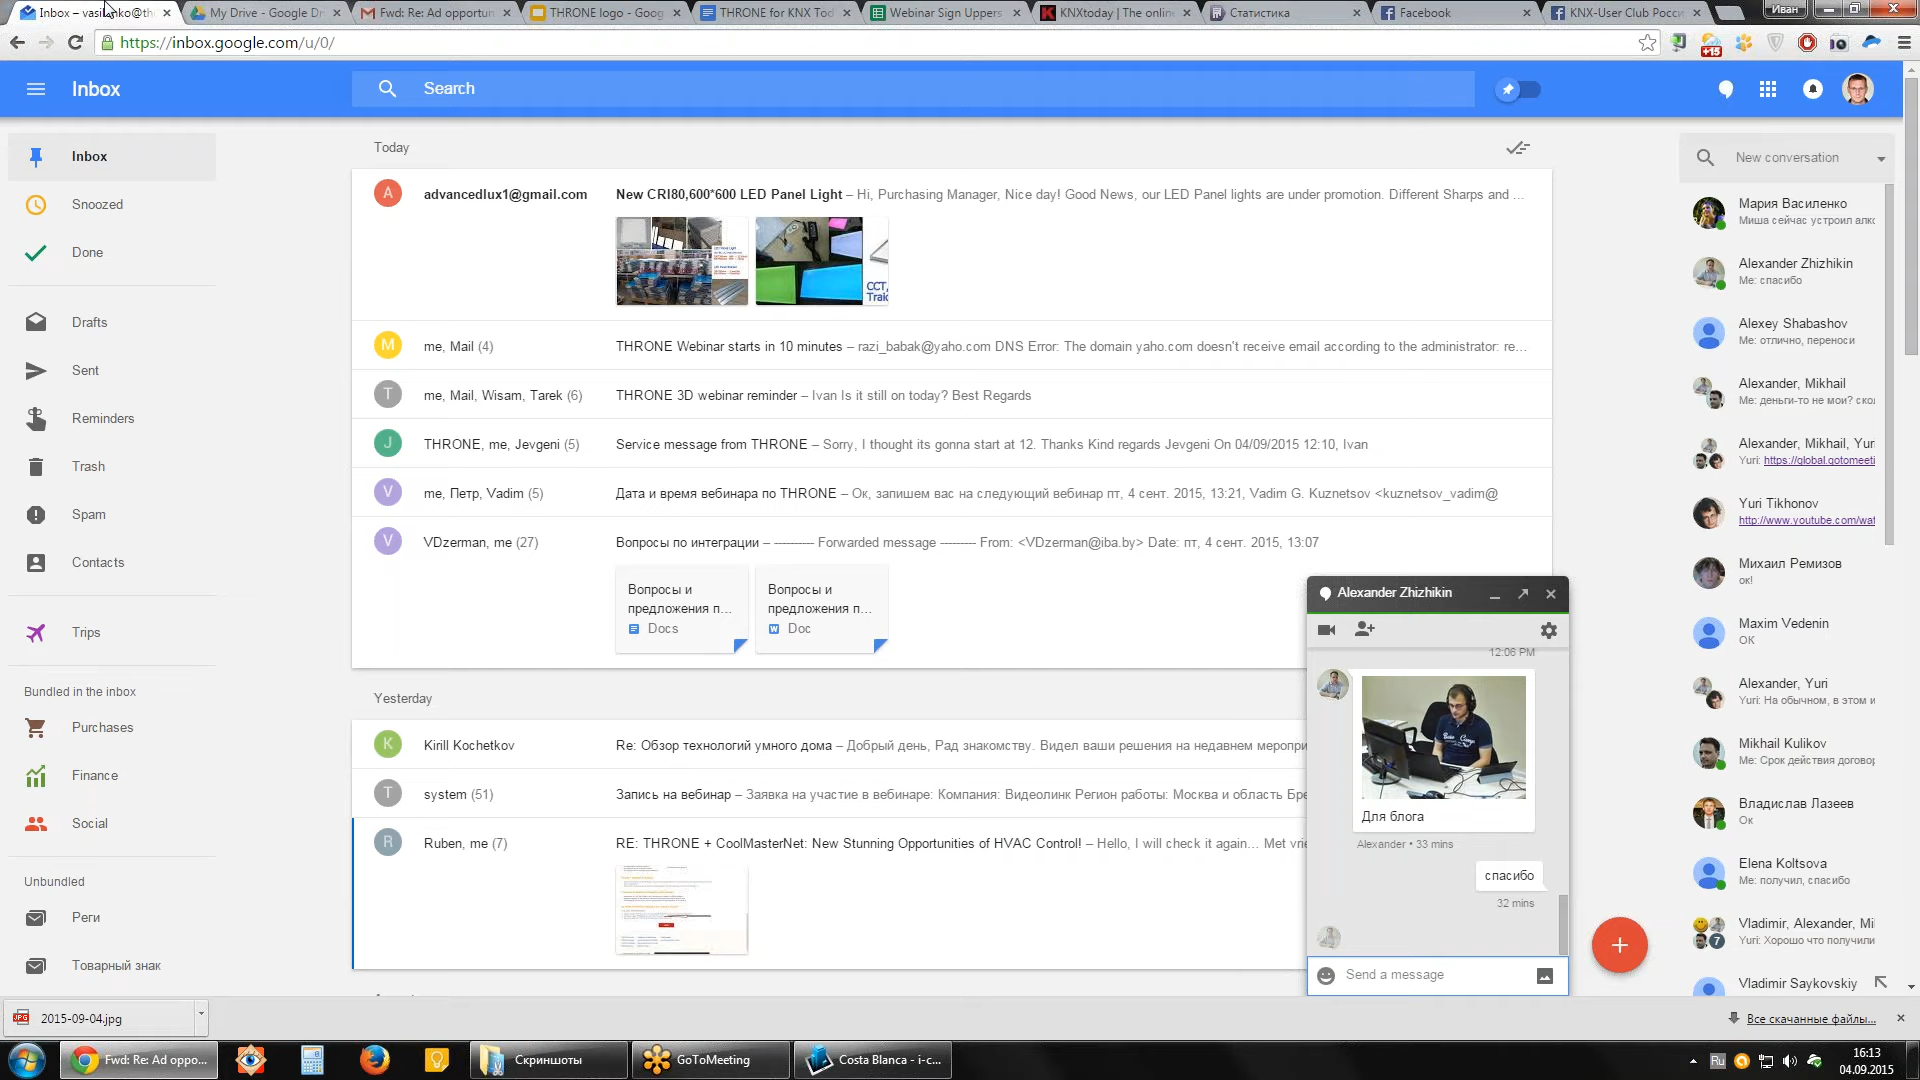 Inbox – vasilenko@thr
My Drive - Google Dr
Fwd: Re: Ad opportun
THRONE logo - Goog
THRONE for KNX Tod
Webinar Sign Uppers
KNXtoday | The online
Статистика
Facebook
KNX-User Club Росси
Иван
https://inbox.google.com/u/0/
+15
Inbox
Search
Inbox
Snoozed
Done
Drafts
Sent
Reminders
Trash
Spam
Contacts
Trips
Bundled in the inbox
Purchases
Finance
Social
Unbundled
Реги
Товарный знак
Today
A advancedlux1@gmail.com New CRI80,600*600 LED Panel Light – Hi, Purchasing Manager, Nice day! Good News, our LED Panel lights are under promotion. Different Sharps and ...
CCT,
Traic
M me, Mail (4) THRONE Webinar starts in 10 minutes – razi_babak@yaho.com DNS Error: The domain yaho.com doesn't receive email according to the administrator: re...
T me, Mail, Wisam, Tarek (6) THRONE 3D webinar reminder – Ivan Is it still on today? Best Regards
J THRONE, me, Jevgeni (5) Service message from THRONE – Sorry, I thought its gonna start at 12. Thanks Kind regards Jevgeni On 04/09/2015 12:10, Ivan
V me, Петр, Vadim (5) Дата и время вебинара по THRONE – Ок, запишем вас на следующий вебинар пт, 4 сент. 2015, 13:21, Vadim G. Kuznetsov <kuznetsov_vadim@
V VDzerman, me (27) Вопросы по интеграции – ---------- Forwarded message --------- From: <VDzerman@iba.by> Date: пт, 4 сент. 2015, 13:07
Вопросы и
предложения п...
Docs
Вопросы и
предложения п...
W Doc
Yesterday
K Kirill Kochetkov Re: Обзор технологий умного дома – Добрый день, Рад знакомству. Видел ваши решения на недавнем меропри
T system (51) Запись на вебинар – Заявка на участие в вебинаре: Компания: Видеолинк Регион работы: Москва и область Бре
R Ruben, me (7) RE: THRONE + CoolMasterNet: New Stunning Opportunities of HVAC Control! – Hello, I will check it again... Met vrie
Alexander Zhizhikin
12:06 PM
Для блога
Alexander • 33 mins
спасибо
32 mins
Send a message
New conversation
Мария Василенко
Миша сейчас устроил алко
Alexander Zhizhikin
Me: спасибо
Alexey Shabashov
Me: отлично, переноси
Alexander, Mikhail
Me: деньги-то не мои? ско
Alexander, Mikhail, Yuri
Yuri: https://global.gotomeeti
Yuri Tikhonov
http://www.youtube.com/wat
Михаил Ремизов
ок!
Maxim Vedenin
ОК
Alexander, Yuri
Yuri: На обычном, в этом и
Mikhail Kulikov
Me: Срок действия договор
Владислав Лазеев
Ок
Elena Koltsova
Me: получил, спасибо
Vladimir, Alexander, Mi
7 Yuri: Хорошо что получили
Vladimir Saykovskiy
JPG 2015-09-04.jpg
Все скачанные файлы...
Fwd: Re: Ad oppo...
Скриншоты
GoToMeeting
Costa Blanca - i-c...
Ru
16:13
04.09.2015